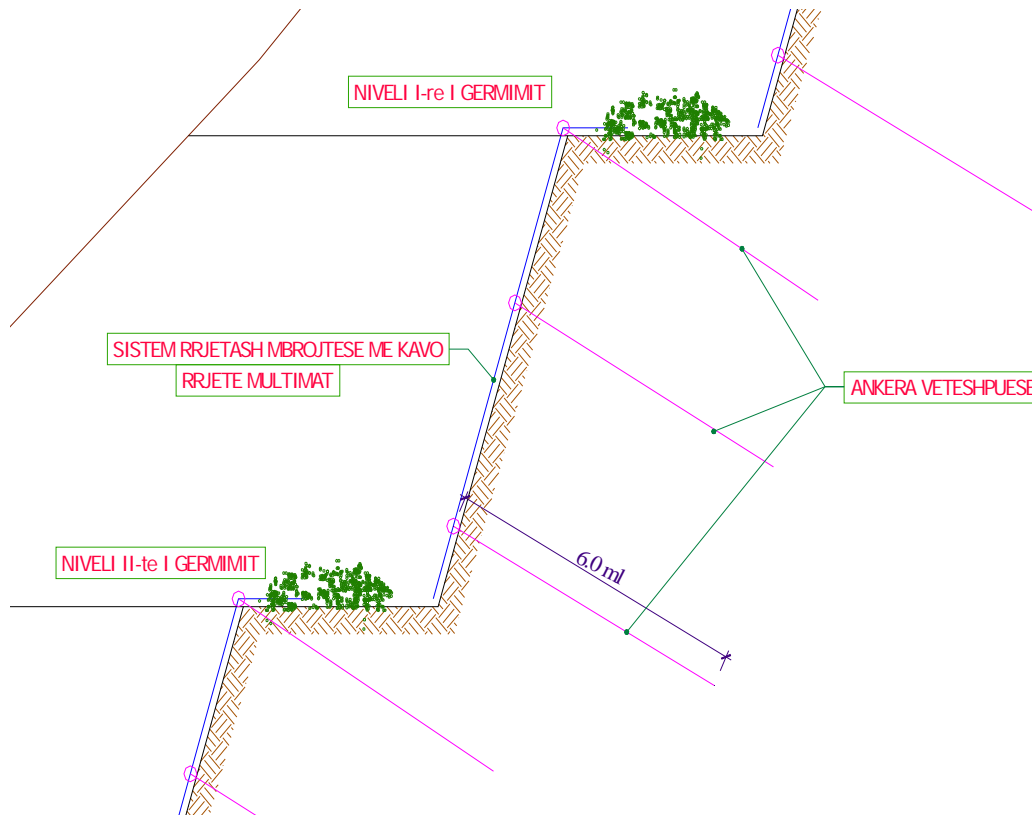 NIVELI I-re I GERMIMIT
SISTEM RRJETASH MBROJTESE ME KAVO
RRJETE MULTIMAT
ANKERA VETESHPUESE
6.0 ml
NIVELI II-te I GERMIMIT